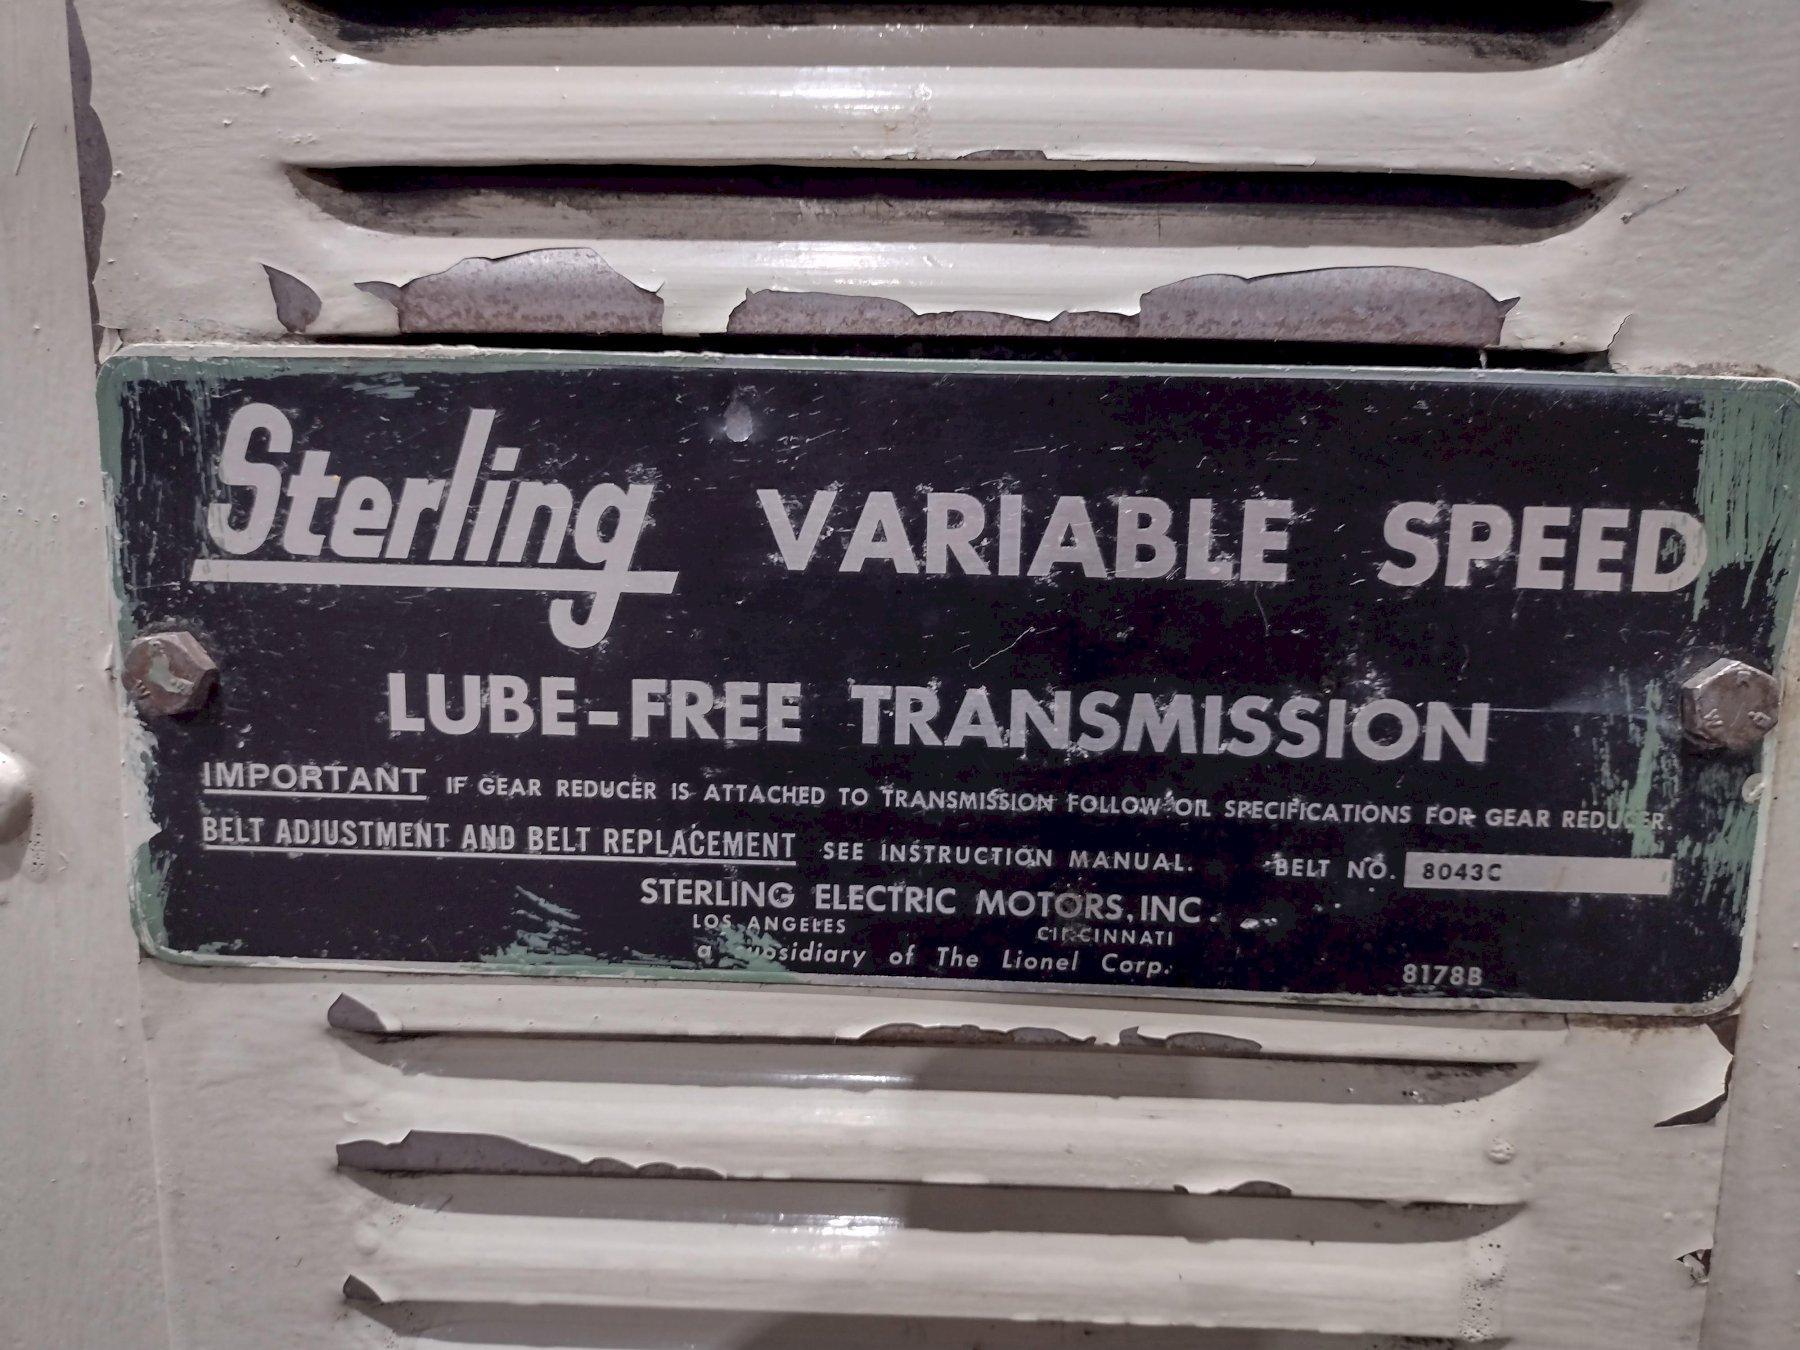 Sterling VARIABLE SPEED
LUBE-FREE TRANSMISSION
IMPORTANT IF GEAR REDUCER IS ATTACHED TO TRANSMISSION FOLLOW OIL SPECIFICATIONS FOR GEAR REDUCER.
BELT ADJUSTMENT AND BELT REPLACEMENT SEE INSTRUCTION MANUAL. BELT NO. 8043C
STERLING ELECTRIC MOTORS, INC.
LOS ANGELES CINCINNATI
a subsidiary of The Lionel Corp.
8178B